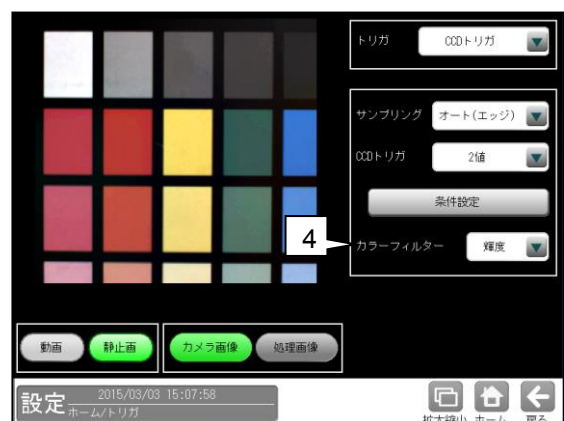 トリガ CCDトリガ
サンプリング オート(エッジ)
CCDトリガ 2値
条件設定
4 カラーフィルター 輝度
動画 静止画 カメラ画像 処理画像
設定 2015/03/03 15:07:58
ホーム/トリガ
拡大縮小 ホーム 戻る